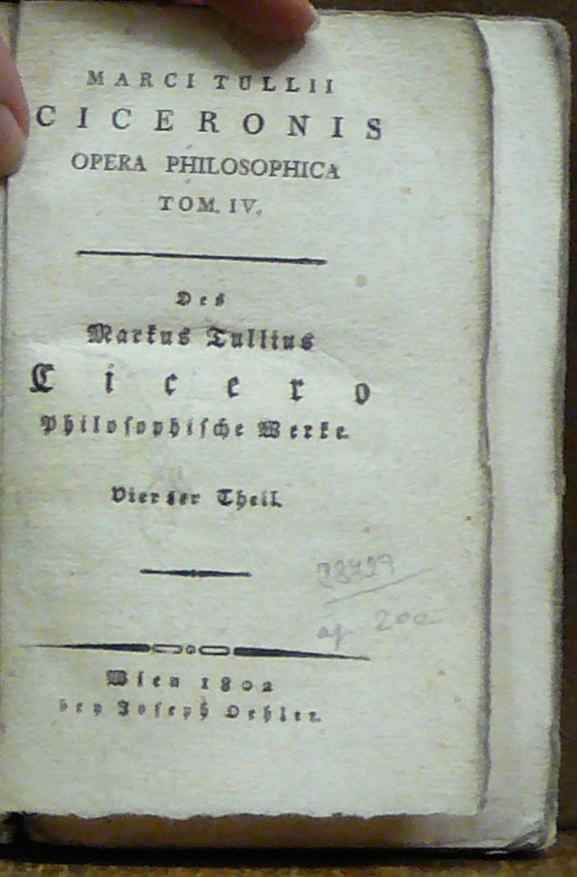 MARCI TULLII
CICERONIS
OPERA PHILOSOPHICA
TOM. IV.
Des
Markus Tullius
Cicero
Philosophische Werke.
Vierter Theil.
Wien 1802
bey Joseph Oehler.